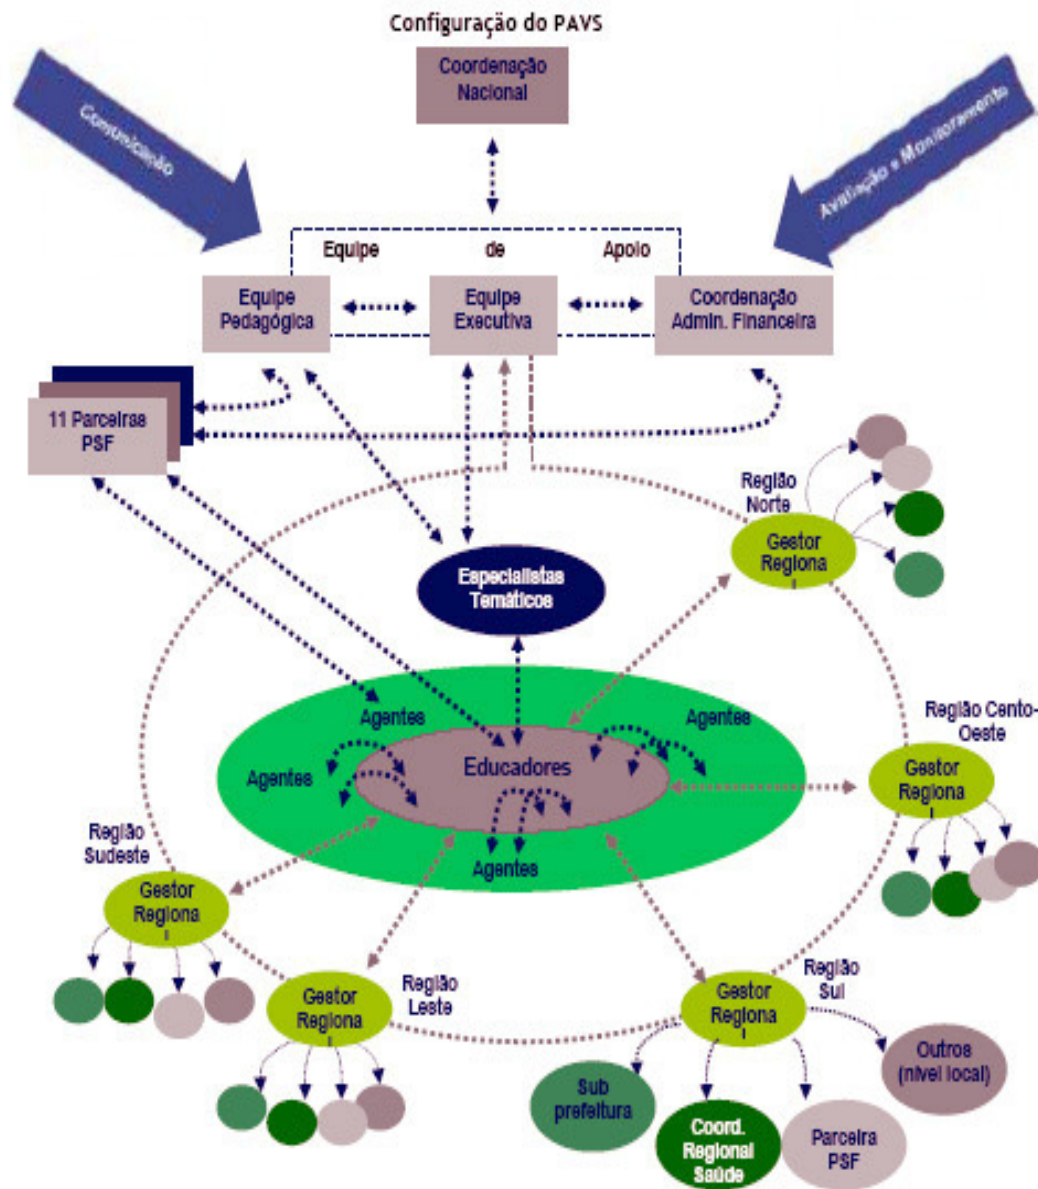 Configuração do PAVS
Coordenação
Nacional
Comunicação
Avaliação e Monitoramento
Equipe de Apoio
Equipe
Pedagógica
Equipe
Executiva
Coordenação
Admin. Financeira
11 Parceiras
PSF
Região
Norte
Gestor
Regiona
l
Especialistas
Temáticos
Agentes
Agentes
Região Cento-
Oeste
Educadores
Agentes
Gestor
Regiona
l
Região
Sudeste
Agentes
Gestor
Regiona
l
Região
Leste
Gestor
Regiona
l
Região
Sul
Gestor
Regiona
l
Outros
(nível local)
Sub
prefeitura
Coord.
Regional
Saúde
Parceira
PSF